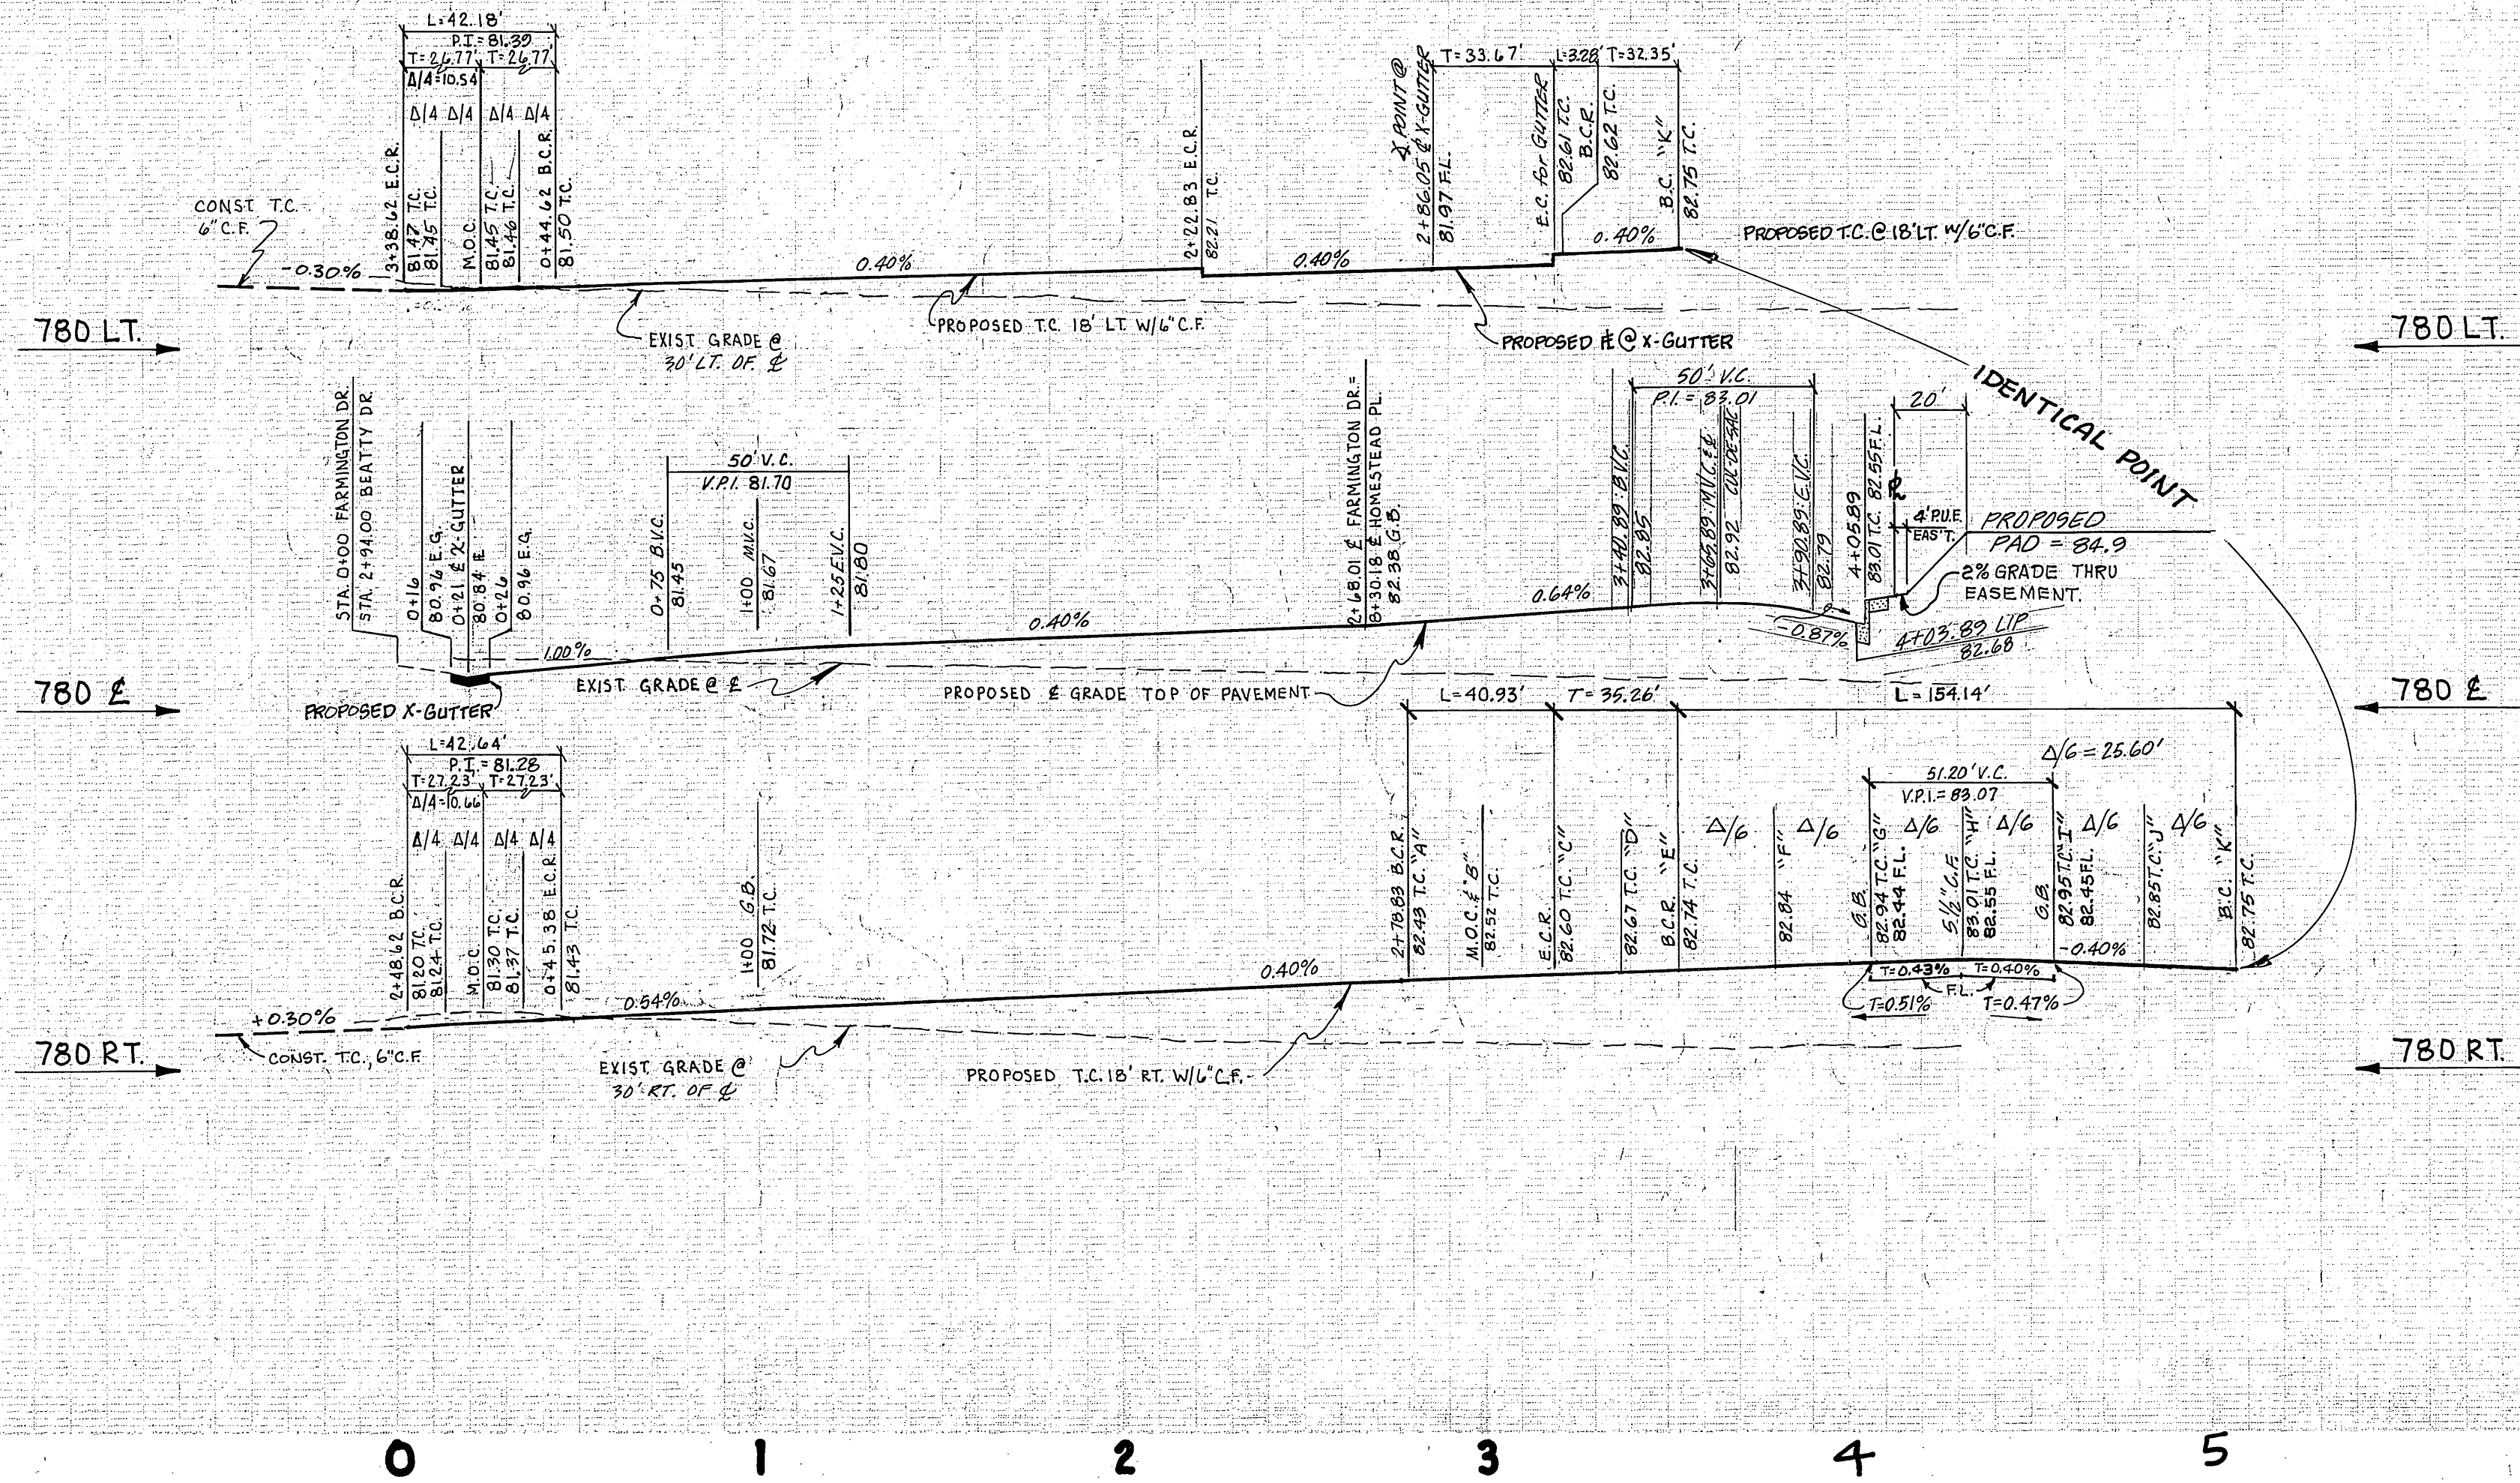 L=42.18'
P.I.=81.39
T=26.77' T=26.77'
Δ/4=10.54
Δ/4 Δ/4 Δ/4 Δ/4
3+38.62 E.C.R.
81.47 T.C.
81.45 T.C.
M.O.C.
81.45 T.C.
81.46 T.C.
0+44.62 B.C.R.
81.50 T.C.
CONST T.C.
6" C.F.
-0.30%
0.40%
2+22.83 E.C.R.
82.21 T.C.
0.40%
∡ POINT @
2+86.05 ℄ X-GUTTER
81.97 F.L.
T=33.67' L=3.28' T=32.35'
E.C. for GUTTER
82.61 T.C.
B.C.R.
82.62 T.C.
B.C. "K"
82.75 T.C.
0.40%
PROPOSED T.C. @ 18' LT. W/6" C.F.
780 LT.
EXIST GRADE @
30' LT. OF ℄
PROPOSED T.C. 18' LT. W/6" C.F.
PROPOSED ℄ @ X-GUTTER
780 LT.
IDENTICAL POINT
STA. 0+00 FARMINGTON DR.
STA. 2+94.00 BEATTY DR.
0+16
80.96 E.G.
0+21 ℄ X-GUTTER
80.84 ℄
0+26
80.96 E.G.
1.00%
50' V.C.
V.P.I. 81.70
0+75 B.V.C.
81.45
1+00 M.V.C.
81.67
1+25 E.V.C.
81.80
0.40%
2+68.01 ℄ FARMINGTON DR.=
8+30.18 ℄ HOMESTEAD PL.
82.38 G.B.
0.64%
50' V.C.
P.I.=83.01
3+40.89 B.V.C.
82.85
3+65.89 M.V.C. & ℄
82.92 CUL-DE-SAC
3+90.89 E.V.C.
82.79
-0.87%
4+05.89
83.01 T.C. 82.55 F.L.
20'
4' P.U.E.
EAS'T.
PROPOSED
PAD = 84.9
2% GRADE THRU
EASEMENT.
4+03.89 LIP
82.68
780 ℄
PROPOSED X-GUTTER
EXIST GRADE @ ℄
PROPOSED ℄ GRADE TOP OF PAVEMENT
780 ℄
L=42.64'
P.I.=81.28
T=27.23' T=27.23'
Δ/4=10.66
Δ/4 Δ/4 Δ/4 Δ/4
2+48.62 B.C.R.
81.20 T.C.
81.24 T.C.
M.O.C.
81.30 T.C.
81.37 T.C.
0+45.38 E.C.R.
81.43 T.C.
+0.30%
0.54%
1+00 G.B.
81.72 T.C.
0.40%
L=40.93' T=35.26' L=154.14'
2+78.83 B.C.R.
82.43 T.C. "A"
M.O.C. & "B"
82.52 T.C.
E.C.R.
82.60 T.C. "C"
82.67 T.C. "D"
B.C.R. "E"
82.74 T.C.
Δ/6 Δ/6 Δ/6 Δ/6 Δ/6 Δ/6
Δ/6=25.60'
82.84 "F"
51.20' V.C.
V.P.I.=83.07
G.B.
82.94 T.C. "G"
82.44 F.L.
5 1/2" C.F.
83.01 T.C. "H"
82.55 F.L.
G.B.
82.95 T.C. "I"
82.45 F.L.
82.85 T.C. "J"
B.C. "K"
82.75 T.C.
-0.40%
T=0.43% T=0.40%
F.L.
T=0.51% T=0.47%
780 RT.
CONST. T.C., 6" C.F.
EXIST GRADE @
30' RT. OF ℄
PROPOSED T.C. 18' RT. W/6" C.F.
780 RT.
0 1 2 3 4 5